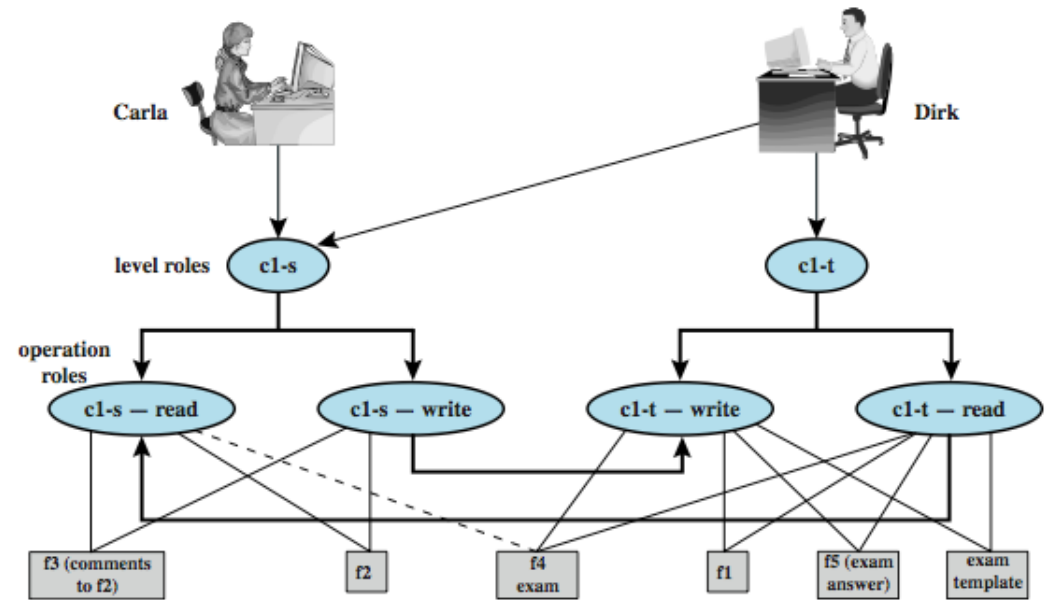 Carla
Dirk
level roles
c1-s
c1-t
operation
roles
c1-s — read
c1-s — write
c1-t — write
c1-t — read
f3 (comments
to f2)
f2
f4
exam
f1
f5 (exam
answer)
exam
template